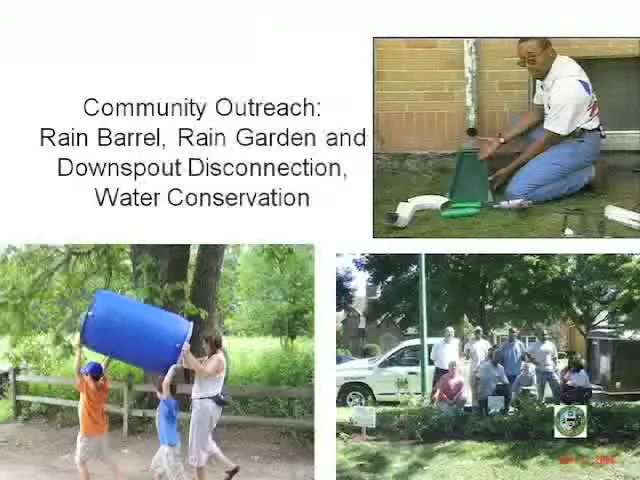 Community Outreach:
Rain Barrel, Rain Garden and
Downspout Disconnection,
Water Conservation